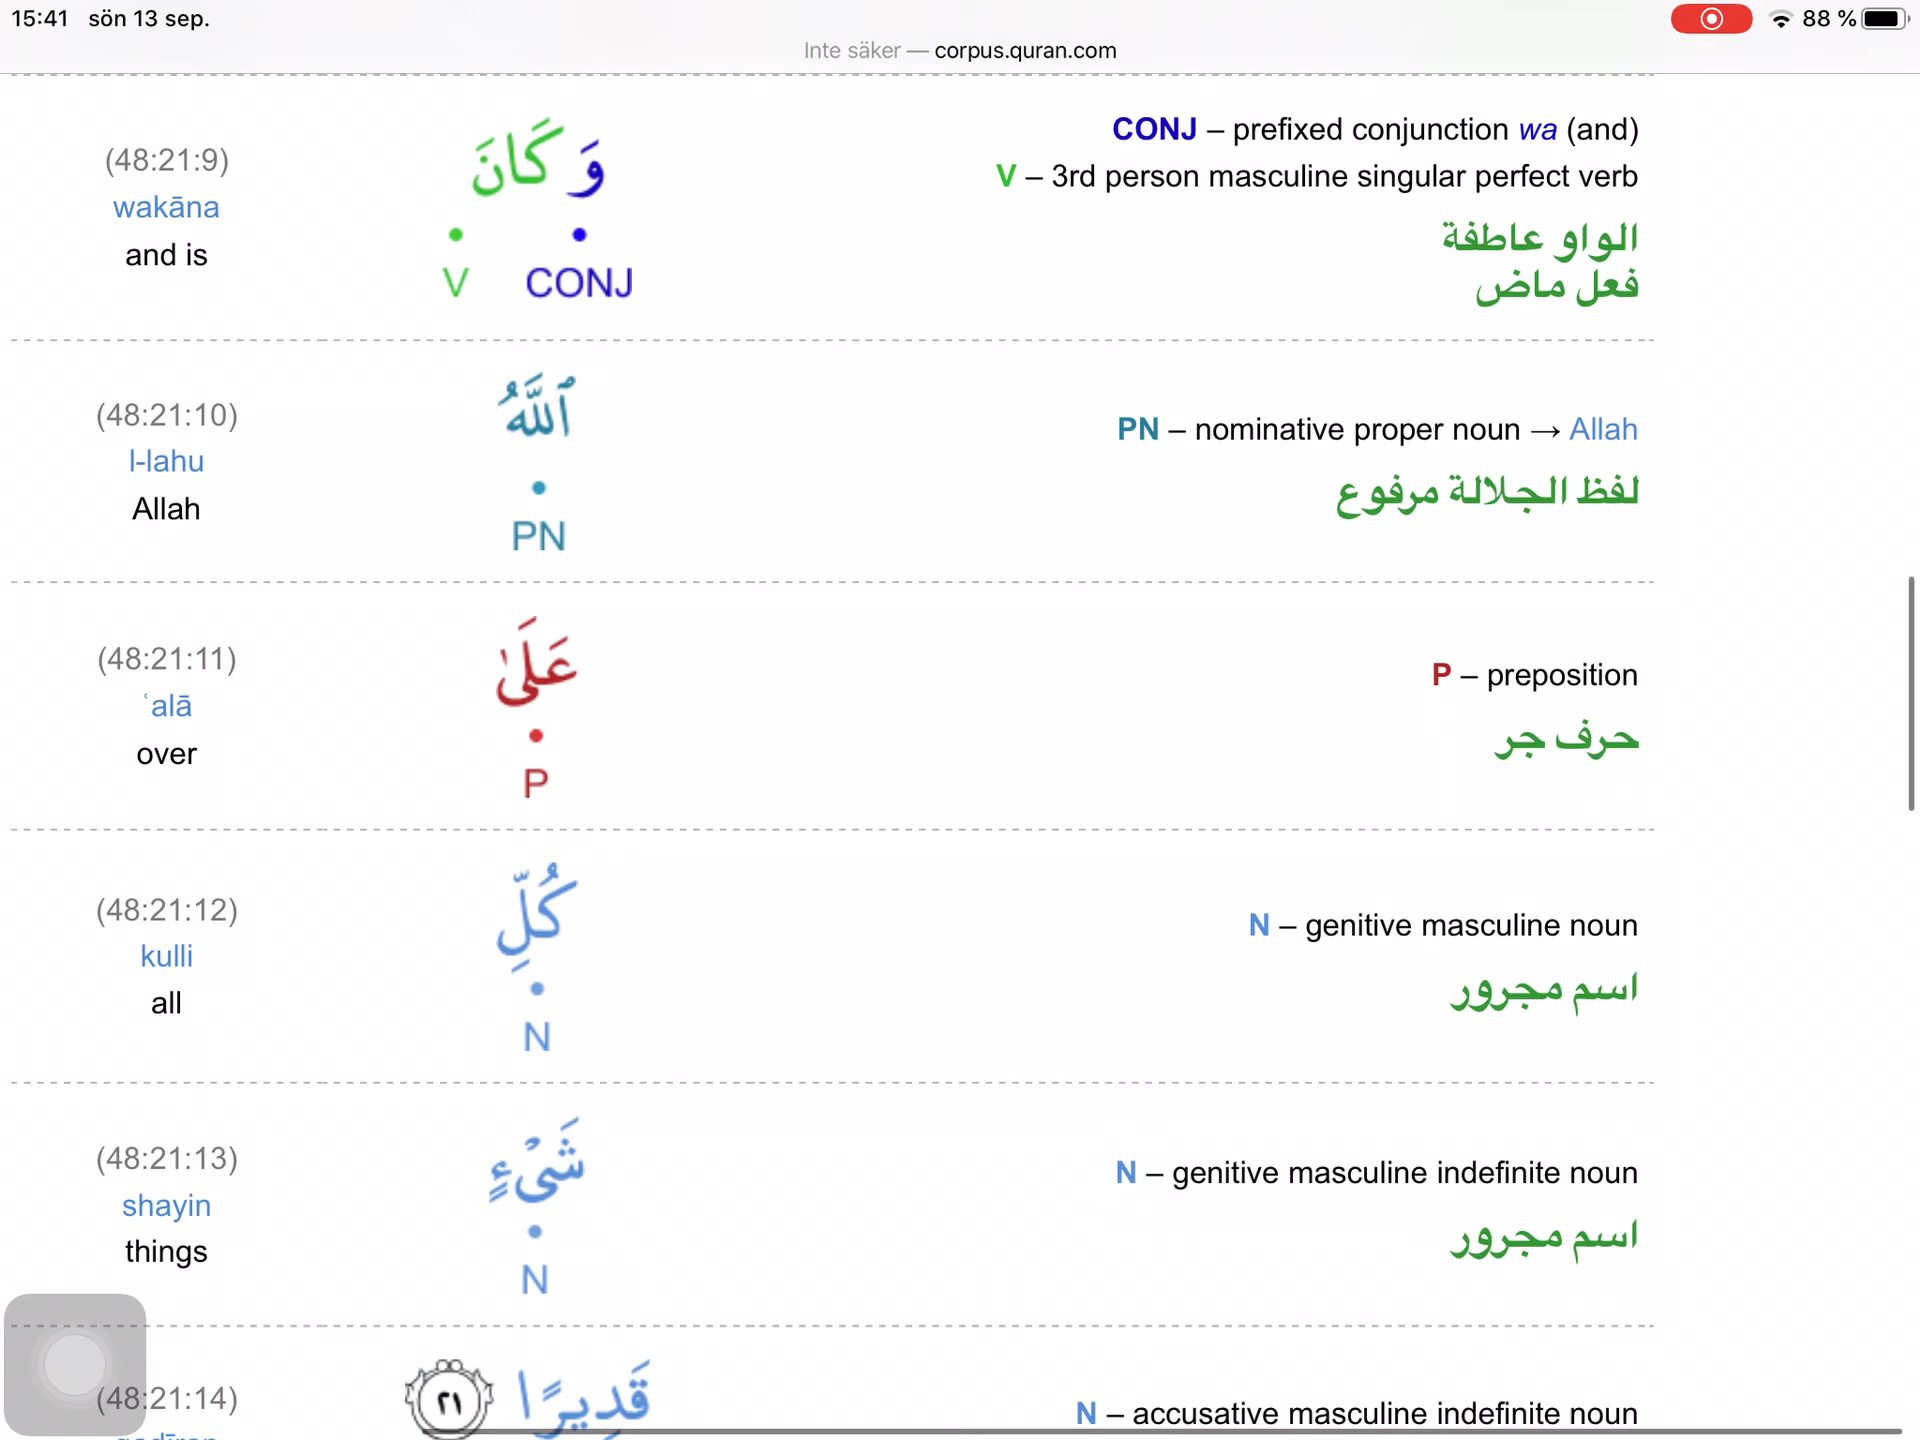 15:41 sön 13 sep. 88 %
Inte säker — corpus.quran.com
(48:21:9)
wakāna
and is
وَكَانَ
V CONJ
CONJ – prefixed conjunction wa (and)
V – 3rd person masculine singular perfect verb
الواو عاطفة
فعل ماض
(48:21:10)
l-lahu
Allah
ٱللَّهُ
PN
PN – nominative proper noun → Allah
لفظ الجلالة مرفوع
(48:21:11)
ʿalā
over
عَلَىٰ
P
P – preposition
حرف جر
(48:21:12)
kulli
all
كُلِّ
N
N – genitive masculine noun
اسم مجرور
(48:21:13)
shayin
things
شَىْءٍ
N
N – genitive masculine indefinite noun
اسم مجرور
(48:21:14)
قَدِيرًا ٢١
N – accusative masculine indefinite noun